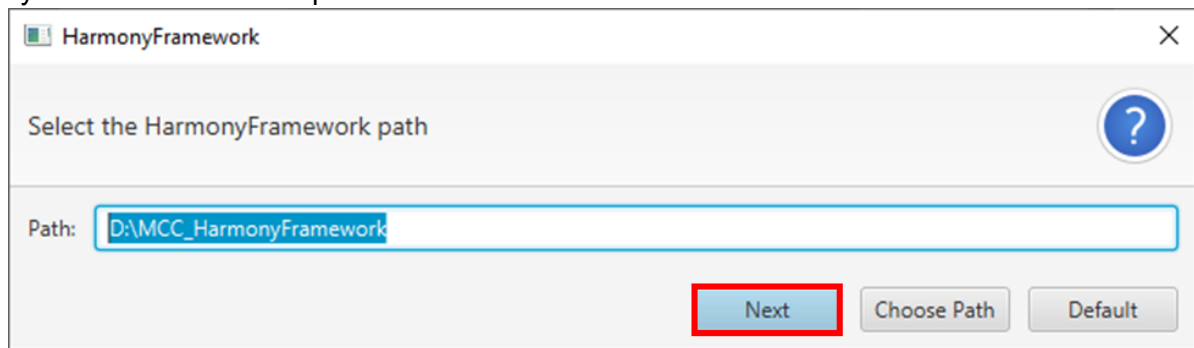 HarmonyFramework
Select the HarmonyFramework path
?
Path: D:\MCC_HarmonyFramework
Next Choose Path Default